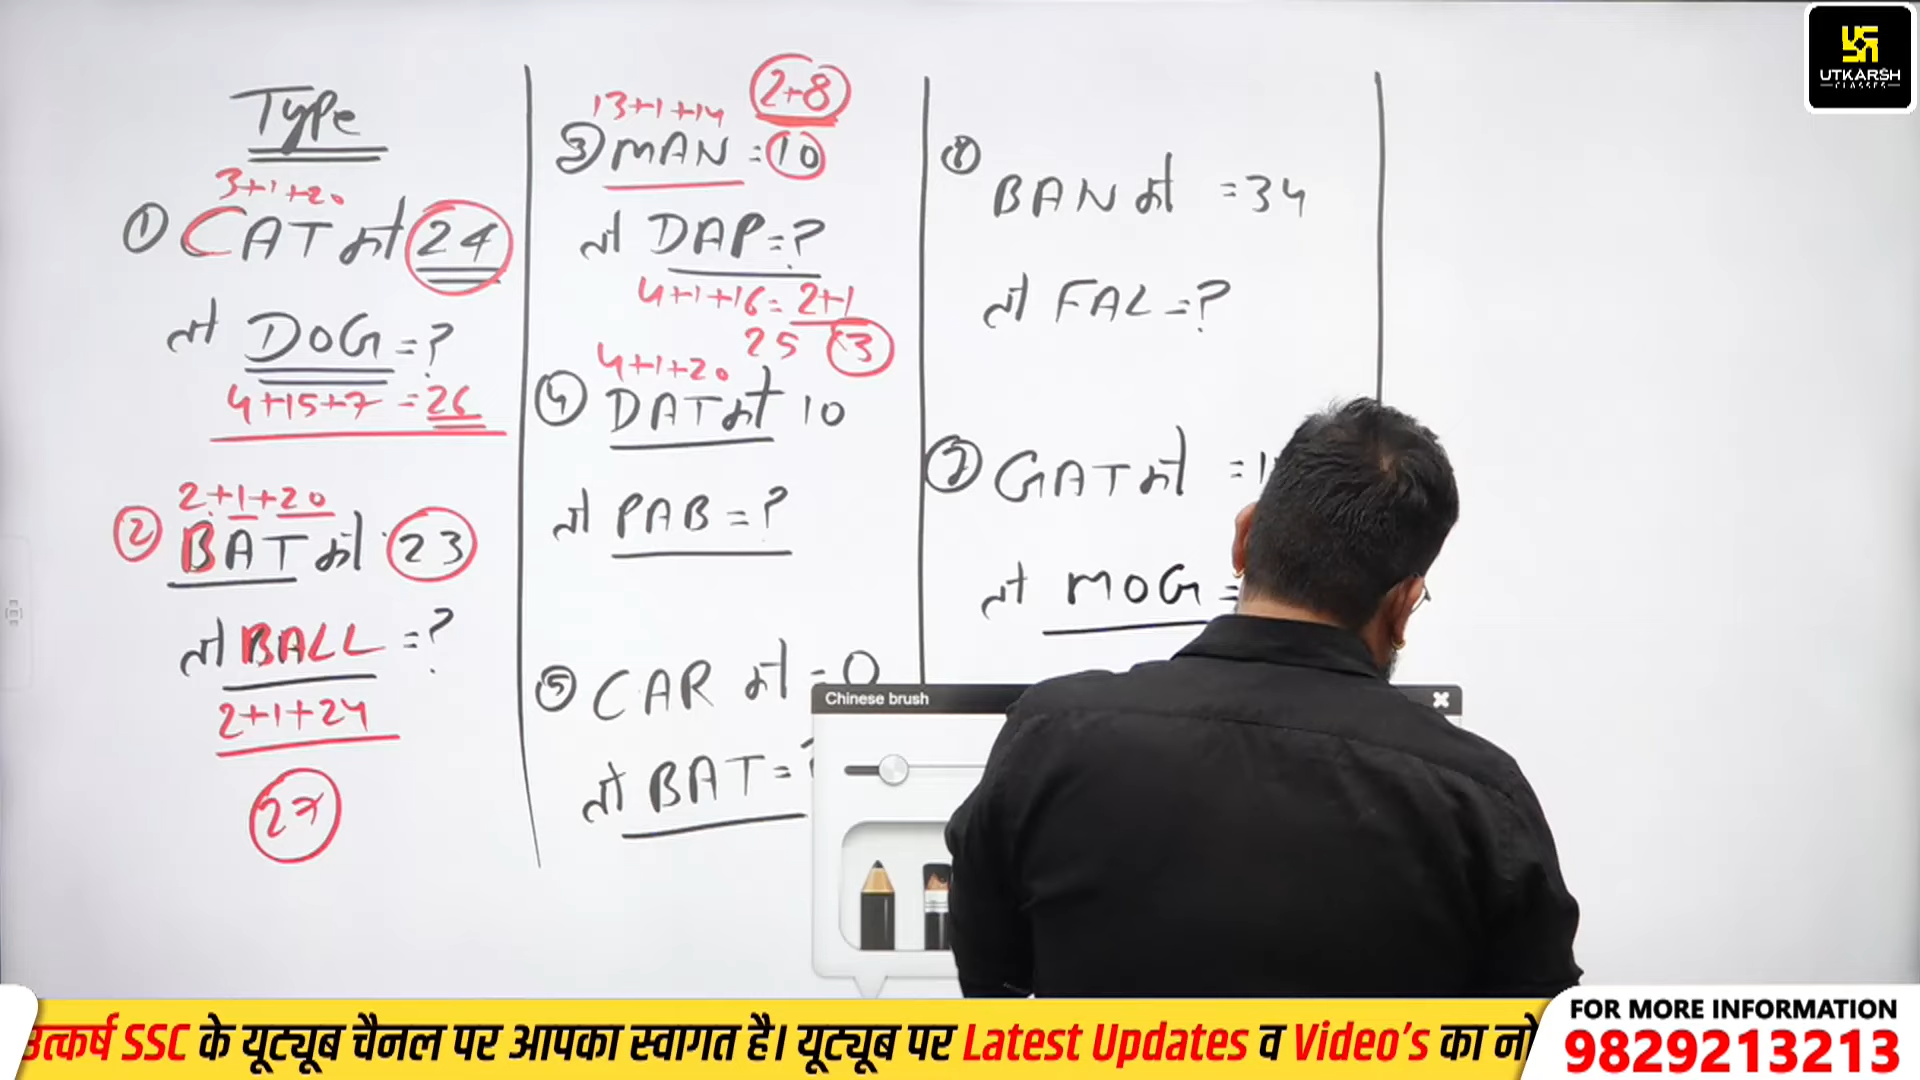 Type
3+1+20
① CAT को 24
तो DOG = ?
4+15+7 = 26
2+1+20
② BAT को 23
तो BALL = ?
2+1+24
27
2+8
13+1+14
③ MAN = 10
तो DAP = ?
4+1+16 = 2+1
25 3
4+1+20
④ DAT को 10
तो PAB = ?
⑤ CAR को = 0
तो BAT =
BAN को = 34
तो FAL = ?
⑦ GAT को =
तो MOG =
Chinese brush
UTKARSH
CLASSES
उत्कर्ष SSC के यूट्यूब चैनल पर आपका स्वागत है। यूट्यूब पर Latest Updates व Video's का नो
FOR MORE INFORMATION
9829213213